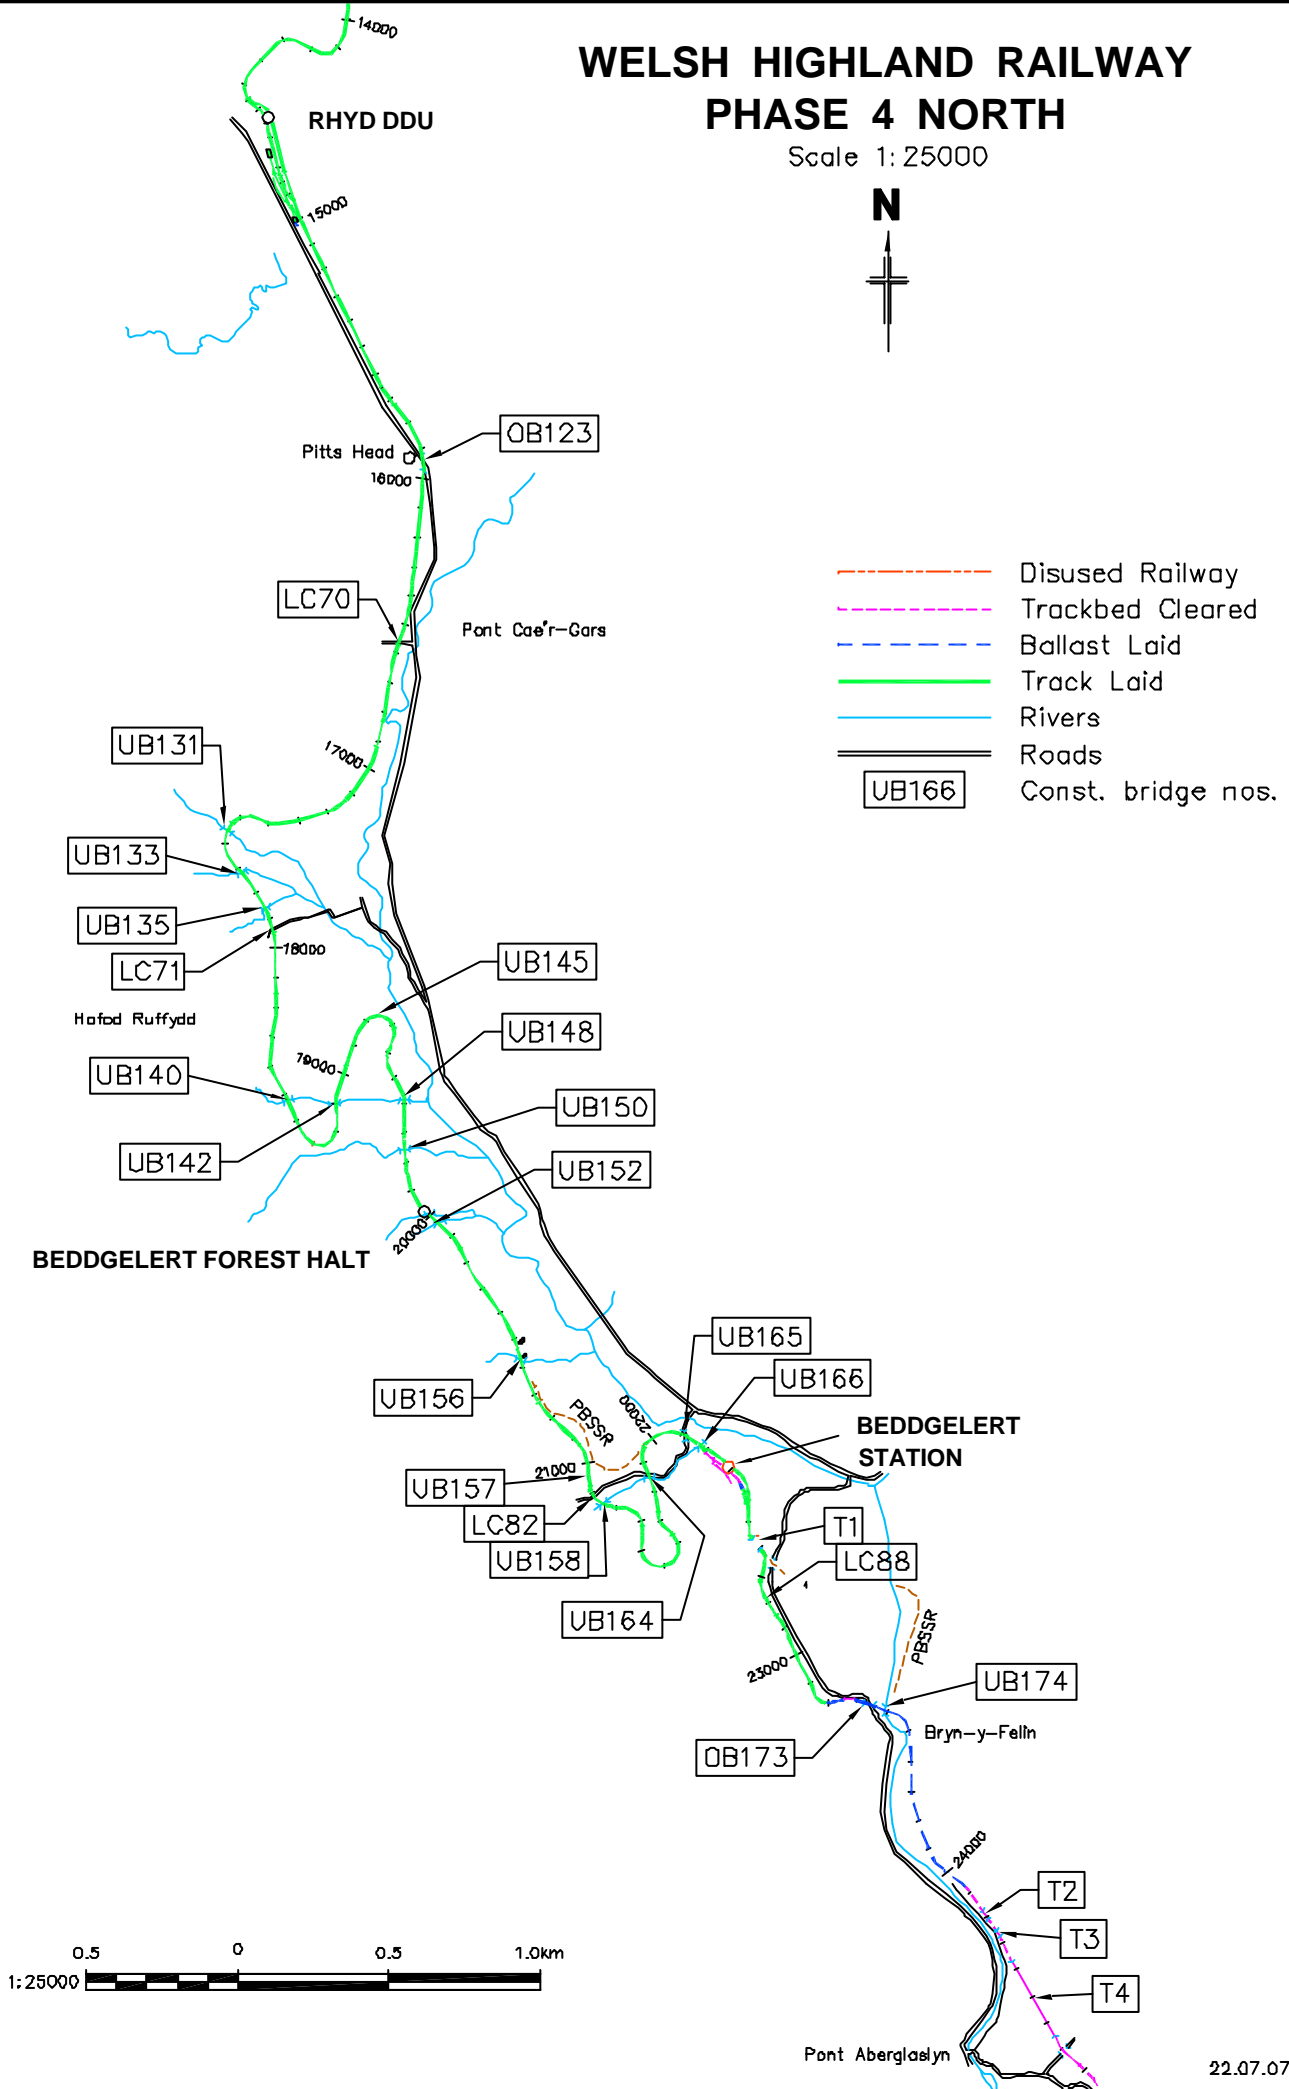 14000
WELSH HIGHLAND RAILWAY
PHASE 4 NORTH
Scale 1:25000
N
RHYD DDU
15000
OB123
Pitts Head
16000
LC70
Pont Cae'r-Gars
Disused Railway
Trackbed Cleared
Ballast Laid
Track Laid
Rivers
Roads
UB166 Const. bridge nos.
UB131
17000
UB133
UB135
18000
LC71
UB145
Hafod Ruffydd
UB148
19000
UB140
UB150
UB142
UB152
20000
BEDDGELERT FOREST HALT
UB165
UB166
UB156
PBSSR
22000
BEDDGELERT
STATION
21000
UB157
LC82
T1
UB158
LC88
UB164
PBSSR
23000
UB174
Bryn-y-Felin
OB173
24000
T2
T3
0.5 0 0.5 1.0km
1:25000
T4
Pont Aberglaslyn
22.07.07